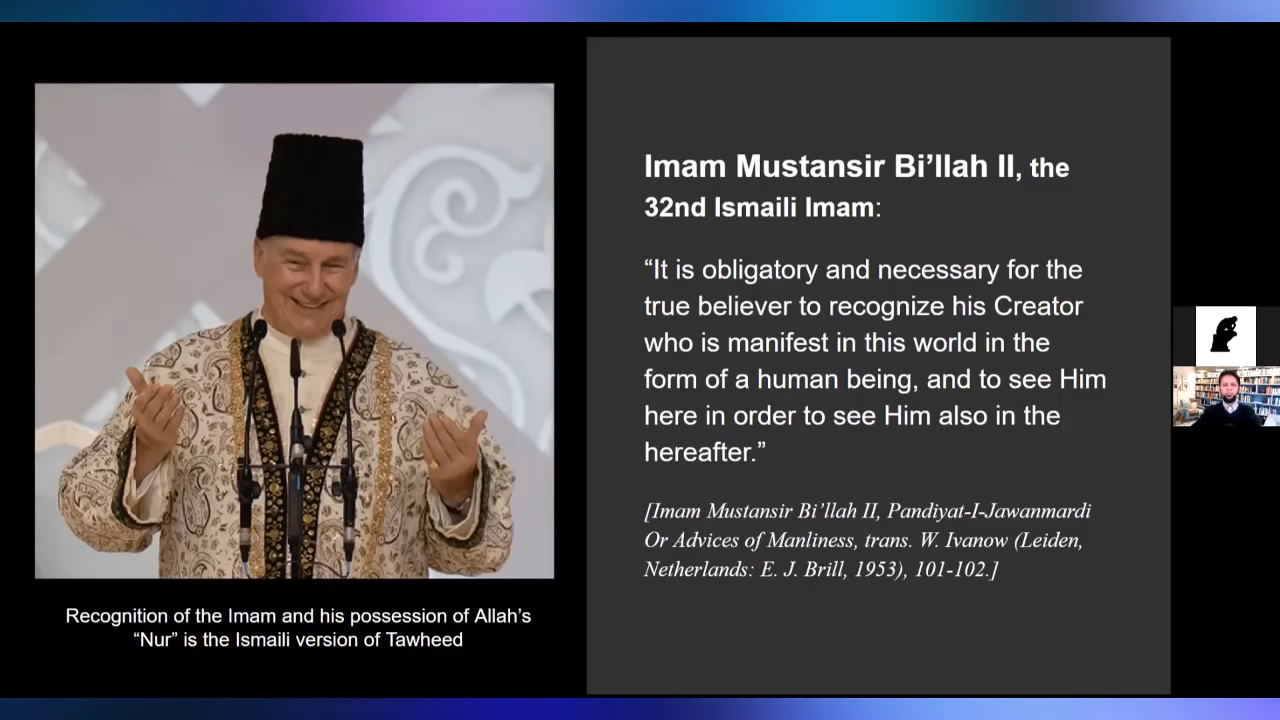 Imam Mustansir Bi’llah II, the
32nd Ismaili Imam:
“It is obligatory and necessary for the
true believer to recognize his Creator
who is manifest in this world in the
form of a human being, and to see Him
here in order to see Him also in the
hereafter.”
[Imam Mustansir Bi’llah II, Pandiyat-I-Jawanmardi
Or Advices of Manliness, trans. W. Ivanow (Leiden,
Netherlands: E. J. Brill, 1953), 101-102.]
Recognition of the Imam and his possession of Allah’s
“Nur” is the Ismaili version of Tawheed